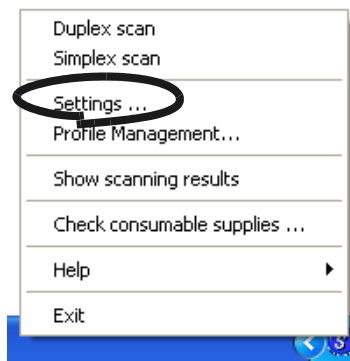 Duplex scan
Simplex scan
Settings ...
Profile Management...
Show scanning results
Check consumable supplies ...
Help
Exit
S